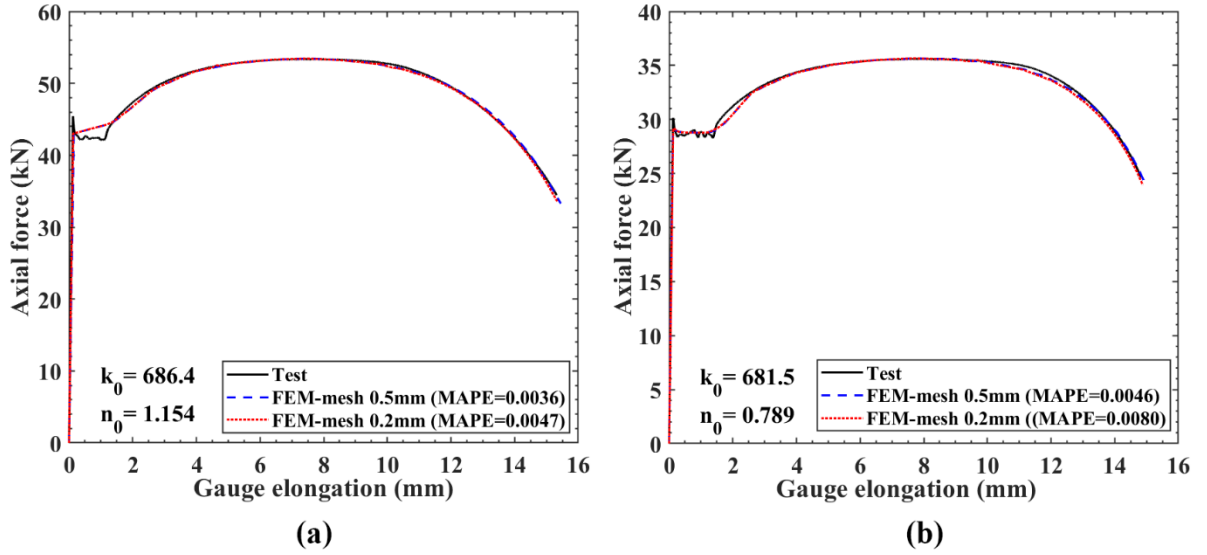 60
50
40
30
20
10
0
Axial force (kN)
k0= 686.4
n0= 1.154
Test
FEM-mesh 0.5mm (MAPE=0.0036)
FEM-mesh 0.2mm (MAPE=0.0047)
0 2 4 6 8 10 12 14 16
Gauge elongation (mm)
(a)
40
35
30
25
20
15
10
5
0
Axial force (kN)
k0= 681.5
n0= 0.789
Test
FEM-mesh 0.5mm (MAPE=0.0046)
FEM-mesh 0.2mm ((MAPE=0.0080)
0 2 4 6 8 10 12 14 16
Gauge elongation (mm)
(b)